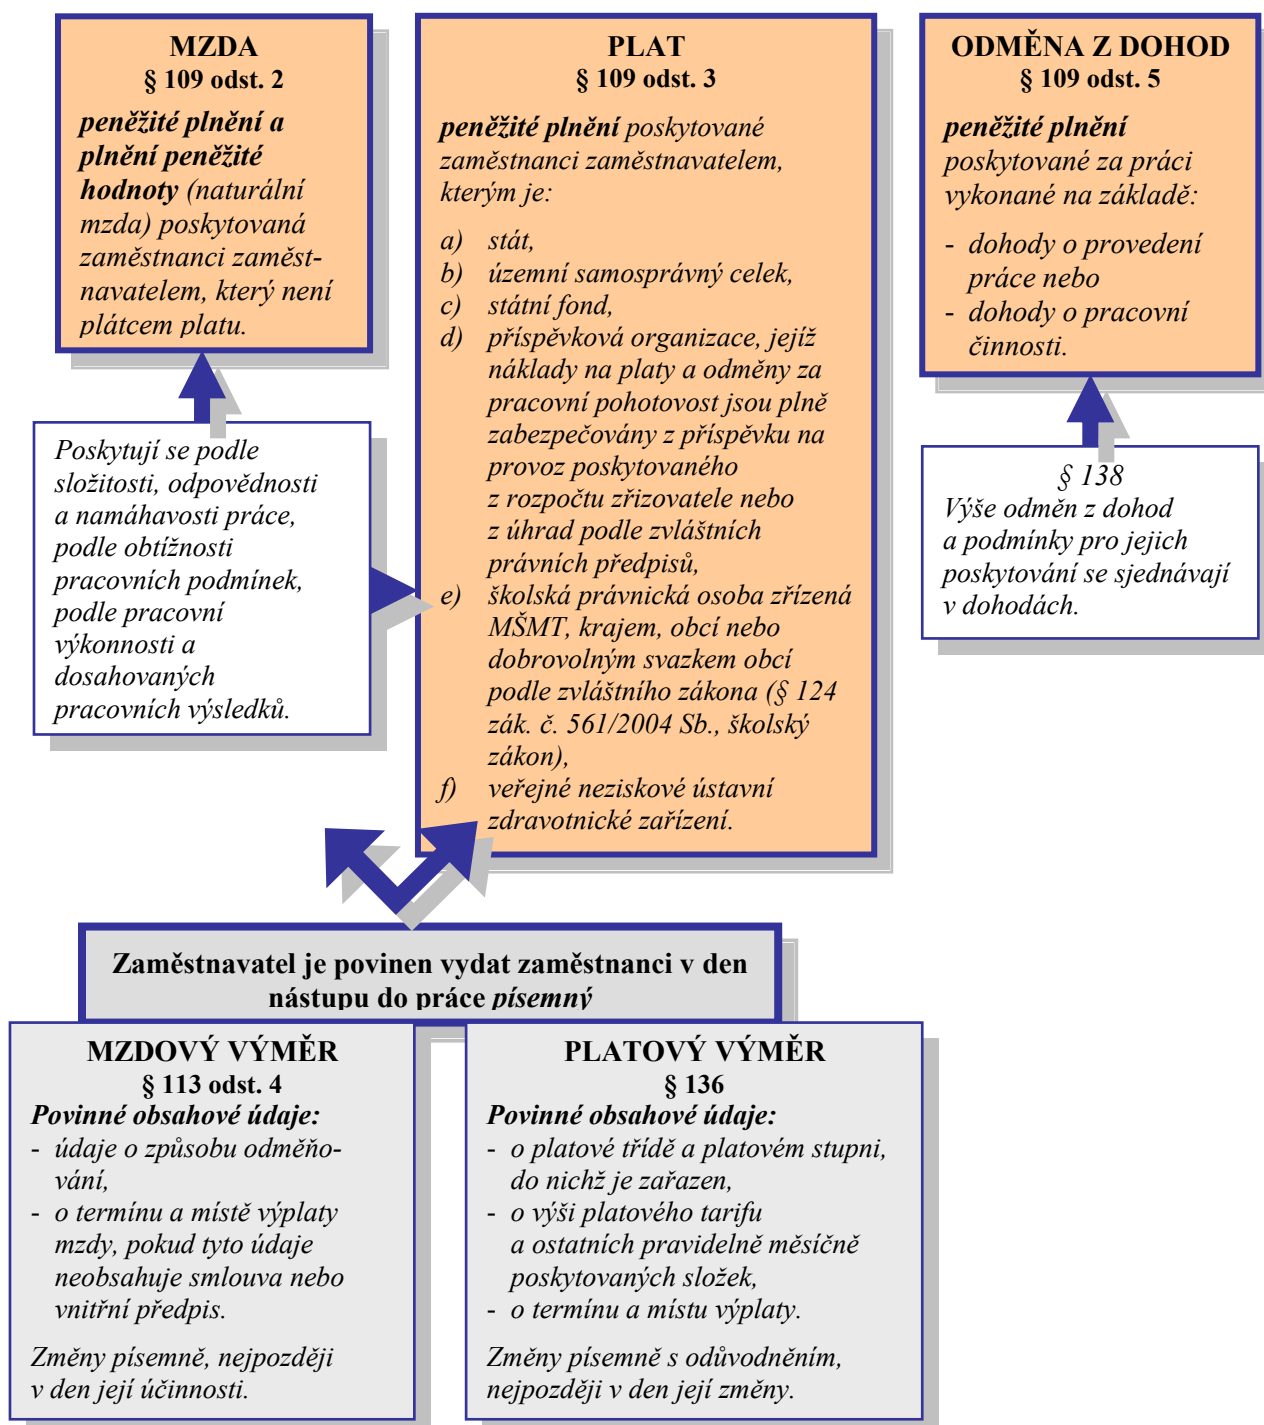 MZDA
§ 109 odst. 2
peněžité plnění a
plnění peněžité
hodnoty (naturální
mzda) poskytovaná
zaměstnanci zaměst-
navatelem, který není
plátcem platu.
PLAT
§ 109 odst. 3
peněžité plnění poskytované
zaměstnanci zaměstnavatelem,
kterým je:
a) stát,
b) územní samosprávný celek,
c) státní fond,
d) příspěvková organizace, jejíž
náklady na platy a odměny za
pracovní pohotovost jsou plně
zabezpečovány z příspěvku na
provoz poskytovaného
z rozpočtu zřizovatele nebo
z úhrad podle zvláštních
právních předpisů,
e) školská právnická osoba zřízená
MŠMT, krajem, obcí nebo
dobrovolným svazkem obcí
podle zvláštního zákona (§ 124
zák. č. 561/2004 Sb., školský
zákon),
f) veřejné neziskové ústavní
zdravotnické zařízení.
ODMĚNA Z DOHOD
§ 109 odst. 5
peněžité plnění
poskytované za práci
vykonané na základě:
- dohody o provedení
práce nebo
- dohody o pracovní
činnosti.
Poskytují se podle
složitosti, odpovědnosti
a namáhavosti práce,
podle obtížnosti
pracovních podmínek,
podle pracovní
výkonnosti a
dosahovaných
pracovních výsledků.
§ 138
Výše odměn z dohod
a podmínky pro jejich
poskytování se sjednávají
v dohodách.
Zaměstnavatel je povinen vydat zaměstnanci v den
nástupu do práce písemný
MZDOVÝ VÝMĚR
§ 113 odst. 4
Povinné obsahové údaje:
- údaje o způsobu odměňo-
vání,
- o termínu a místě výplaty
mzdy, pokud tyto údaje
neobsahuje smlouva nebo
vnitřní předpis.
Změny písemně, nejpozději
v den její účinnosti.
PLATOVÝ VÝMĚR
§ 136
Povinné obsahové údaje:
- o platové třídě a platovém stupni,
do nichž je zařazen,
- o výši platového tarifu
a ostatních pravidelně měsíčně
poskytovaných složek,
- o termínu a místu výplaty.
Změny písemně s odůvodněním,
nejpozději v den její změny.